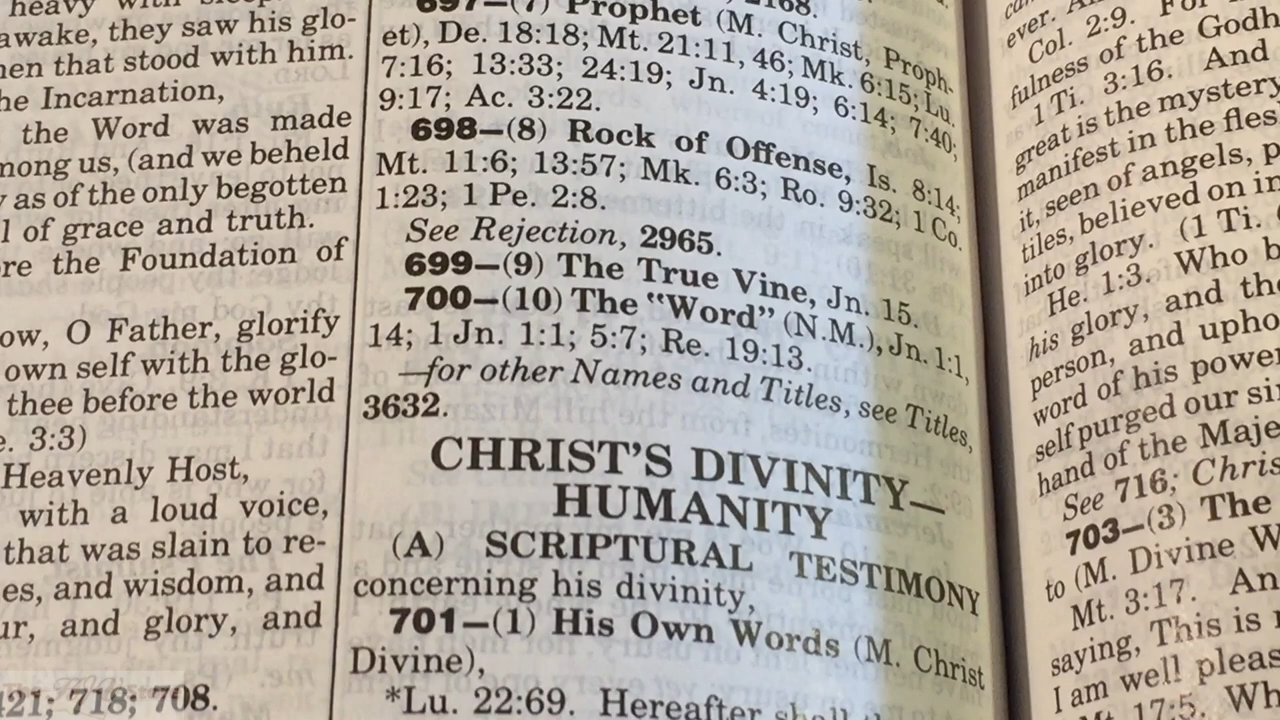 heavy with sleep
awake, they saw his glo-
men that stood with him.
he Incarnation,
the Word was made
mong us, (and we beheld
y as of the only begotten
l of grace and truth.
re the Foundation of
ow, O Father, glorify
own self with the glo-
thee before the world
e. 3:3)
Heavenly Host,
with a loud voice,
that was slain to re-
es, and wisdom, and
ur, and glory, and
421; 718; 708.
697—(7) Prophet (M. Christ, Proph-
et), De. 18:18; Mt. 21:11, 46; Mk. 6:15; Lu.
7:16; 13:33; 24:19; Jn. 4:19; 6:14; 7:40;
9:17; Ac. 3:22.
698—(8) Rock of Offense, Is. 8:14;
Mt. 11:6; 13:57; Mk. 6:3; Ro. 9:32; 1 Co.
1:23; 1 Pe. 2:8.
See Rejection, 2965.
699—(9) The True Vine, Jn. 15.
700—(10) The "Word" (N.M.), Jn. 1:1,
14; 1 Jn. 1:1; 5:7; Re. 19:13.
—for other Names and Titles, see Titles,
3632.
CHRIST'S DIVINITY—
HUMANITY
(A) SCRIPTURAL TESTIMONY
concerning his divinity,
701—(1) His Own Words (M. Christ
Divine),
*Lu. 22:69. Hereafter shall
ever.
Col. 2:9. For
fulness of the Godh
1 Ti. 3:16. And
great is the mystery
manifest in the fles
it, seen of angels, p
tiles, believed on in
into glory. (1 Ti.
He. 1:3. Who b
his glory, and the
person, and upho
word of his power
self purged our sin
hand of the Maje
See 716; Chris
703—(3) The
to (M. Divine W
Mt. 3:17. An
saying, This is
I am well pleas
Mt. 17:5. Wh